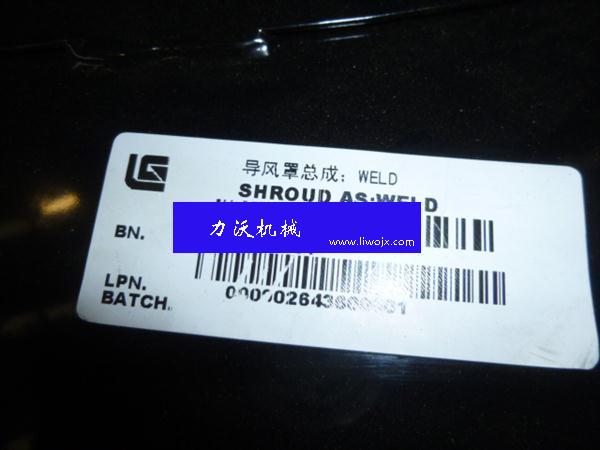 导风罩总成: WELD
SHROUD AS;WELD
BN.
力沃机械
www.liwojx.com
LPN.
BATCH.